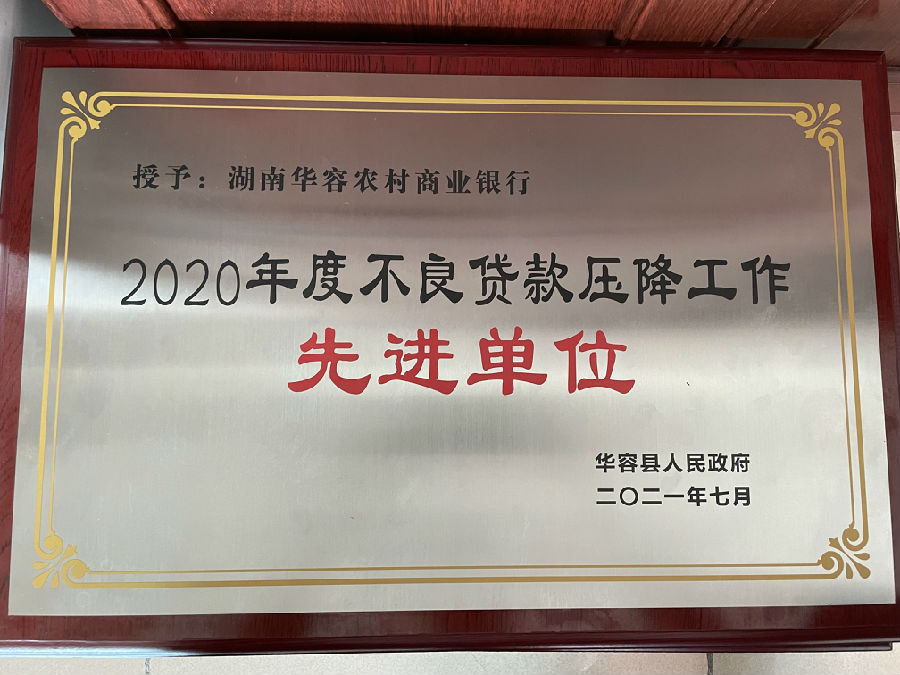 授予：湖南华容农村商业银行
2020年度不良贷款压降工作
先进单位
华容县人民政府
二〇二一年七月